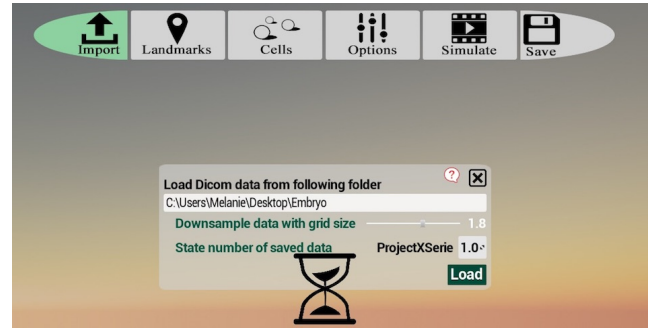 Import Landmarks Cells Options Simulate Save
Load Dicom data from following folder ?
C:\Users\Melanie\Desktop\Embryo
Downsample data with grid size 1.8
State number of saved data ProjectXSerie 1.0
Load